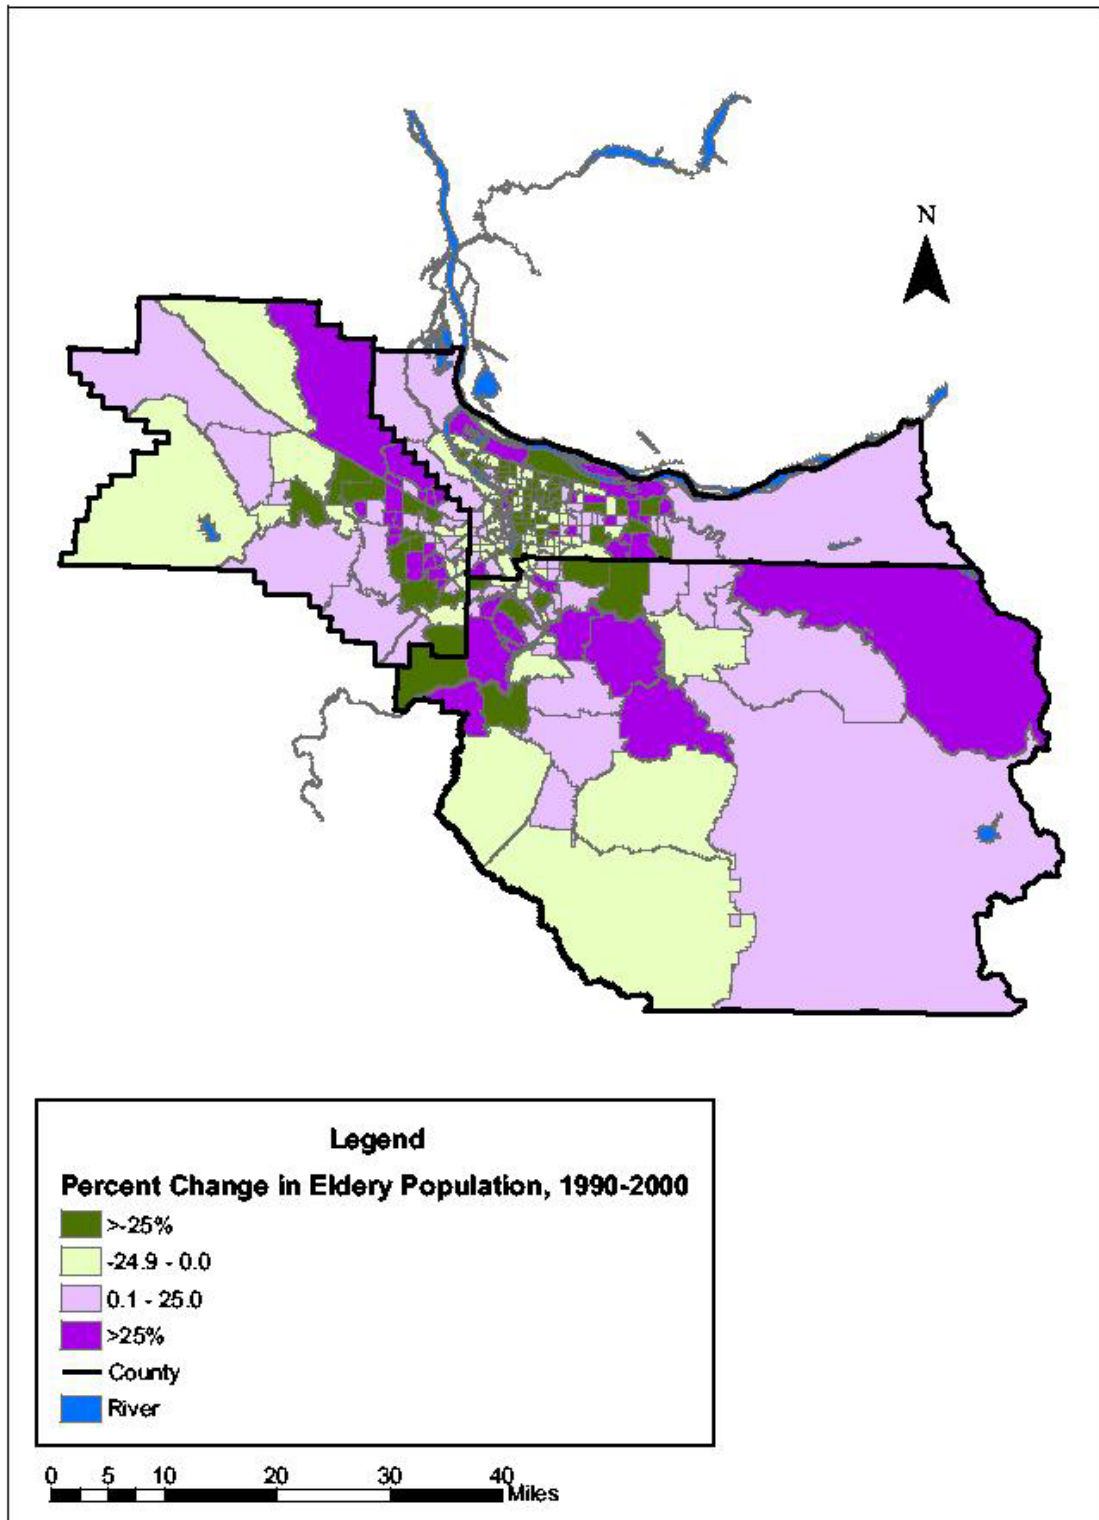 N
Legend
Percent Change in Eldery Population, 1990-2000
>-25%
-24.9 - 0.0
0.1 - 25.0
>25%
County
River
0 5 10 20 30 40 Miles